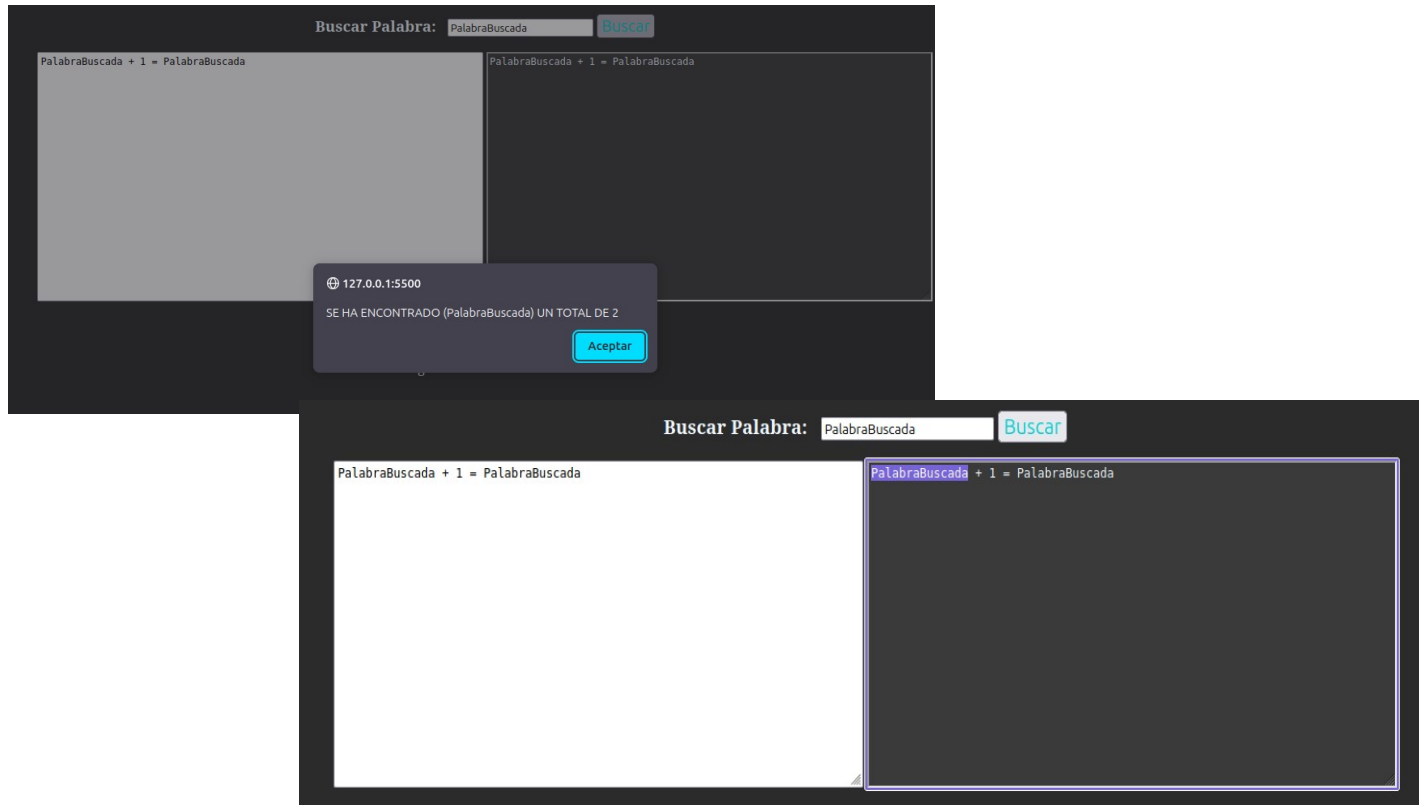 Buscar Palabra: PalabraBuscada Buscar
PalabraBuscada + 1 = PalabraBuscada
PalabraBuscada + 1 = PalabraBuscada
127.0.0.1:5500
SE HA ENCONTRADO (PalabraBuscada) UN TOTAL DE 2
Aceptar
Buscar Palabra: PalabraBuscada Buscar
PalabraBuscada + 1 = PalabraBuscada
PalabraBuscada + 1 = PalabraBuscada